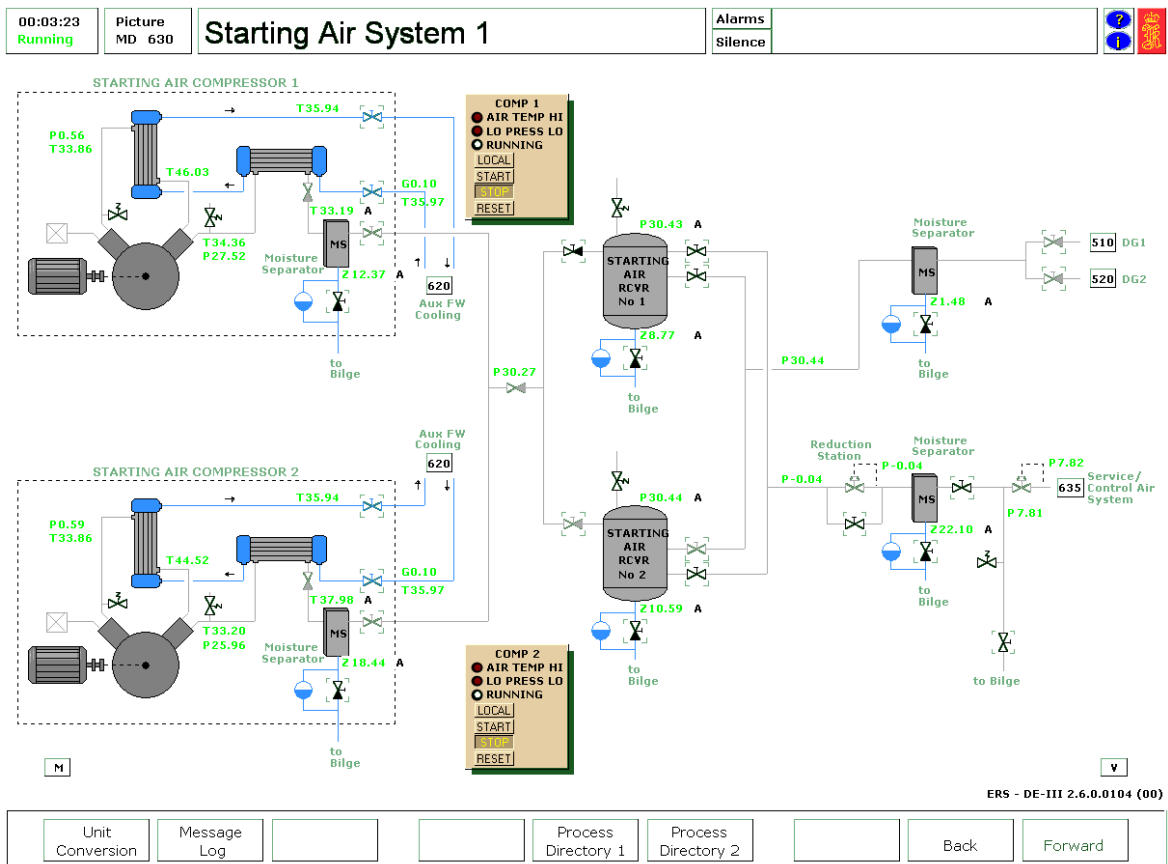 00:03:23
Running
Picture
MD 630
Starting Air System 1
Alarms
Silence
?
i
STARTING AIR COMPRESSOR 1
T35.94
P0.56
T33.86
T46.03
G0.10
T35.97
T33.19 A
T34.36
P27.52
MS
Moisture
Separator
Z12.37 A
620
Aux FW
Cooling
to
Bilge
COMP 1
AIR TEMP HI
LO PRESS LO
RUNNING
LOCAL
START
STOP
RESET
P30.43 A
STARTING
AIR
RCVR
No 1
Z8.77 A
to
Bilge
P30.27
Moisture
Separator
MS
Z1.48 A
to
Bilge
510 DG1
520 DG2
P30.44
Aux FW
Cooling
620
STARTING AIR COMPRESSOR 2
T35.94
P0.59
T33.86
T44.52
G0.10
T35.97
T37.98 A
T33.20
P25.96
MS
Moisture
Separator
Z18.44 A
to
Bilge
COMP 2
AIR TEMP HI
LO PRESS LO
RUNNING
LOCAL
START
STOP
RESET
P30.44 A
STARTING
AIR
RCVR
No 2
Z10.59 A
to
Bilge
Reduction
Station
P-0.04
P-0.04
Moisture
Separator
MS
Z22.10 A
to
Bilge
P7.82
635
Service/
Control Air
System
P7.81
to Bilge
M
V
ERS - DE-III 2.6.0.0104 (00)
Unit
Conversion
Message
Log
Process
Directory 1
Process
Directory 2
Back
Forward